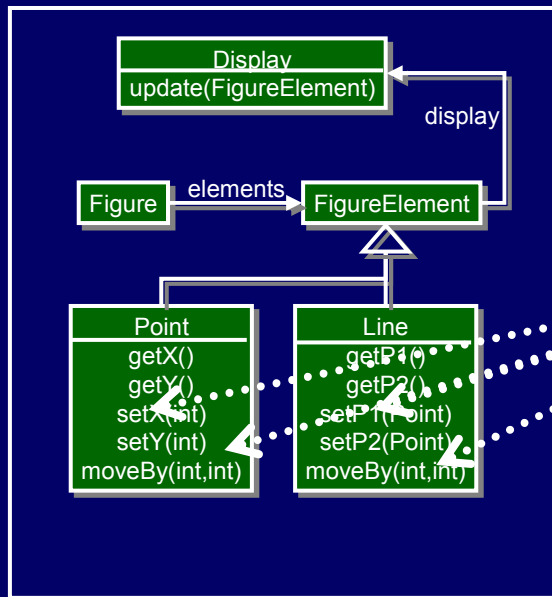 Display
update(FigureElement)
display
elements
Figure
FigureElement
Point
getX()
getY()
setX(int)
setY(int)
moveBy(int,int)
Line
getP1()
getP2()
setP1(Point)
setP2(Point)
moveBy(int,int)